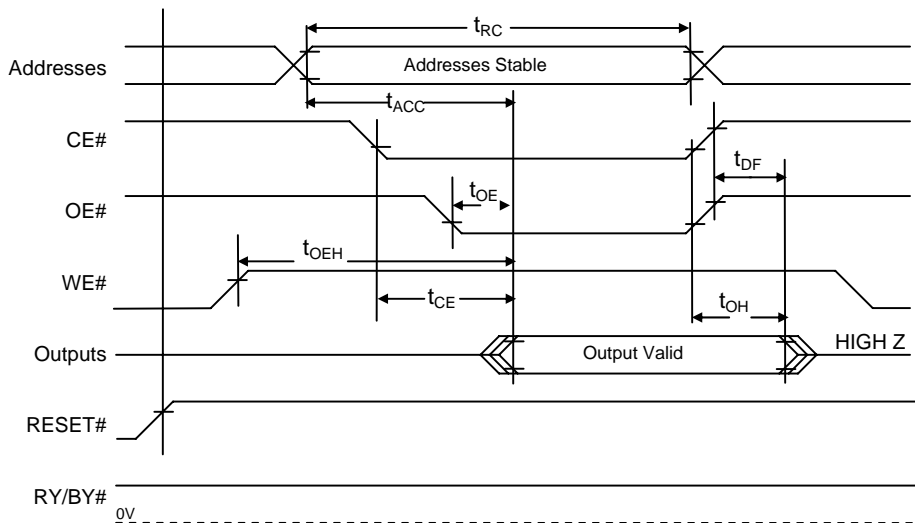 tRC
Addresses
Addresses Stable
tACC
CE#
tDF
tOE
OE#
tOEH
WE#
tCE
tOH
Outputs
Output Valid
HIGH Z
RESET#
RY/BY#
0V